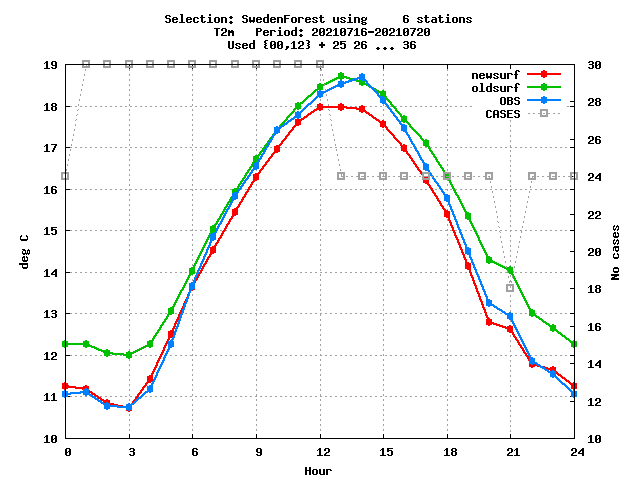 Selection: SwedenForest using     6 stations
T2m   Period: 20210716-20210720
Used {00,12} + 25 26 ... 36
newsurf
oldsurf
OBS
CASES
deg C
19
18
17
16
15
14
13
12
11
10
30
28
26
24
22
20
18
16
14
12
10
No cases
0 3 6 9 12 15 18 21 24
Hour